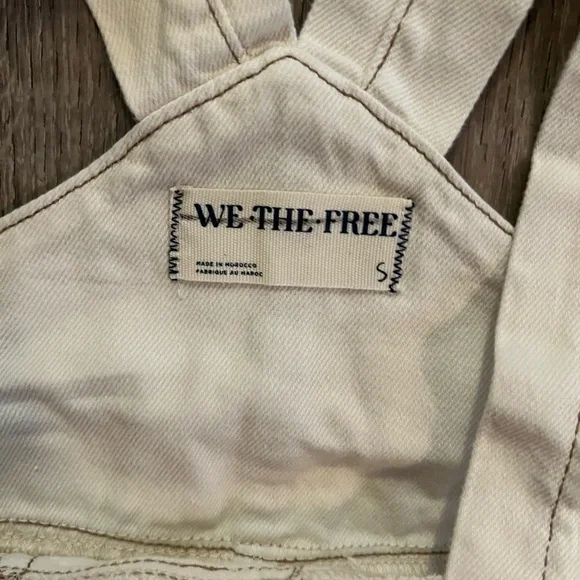 WE·THE·FREE
MADE IN MOROCCO
FABRIQUE AU MAROC
S